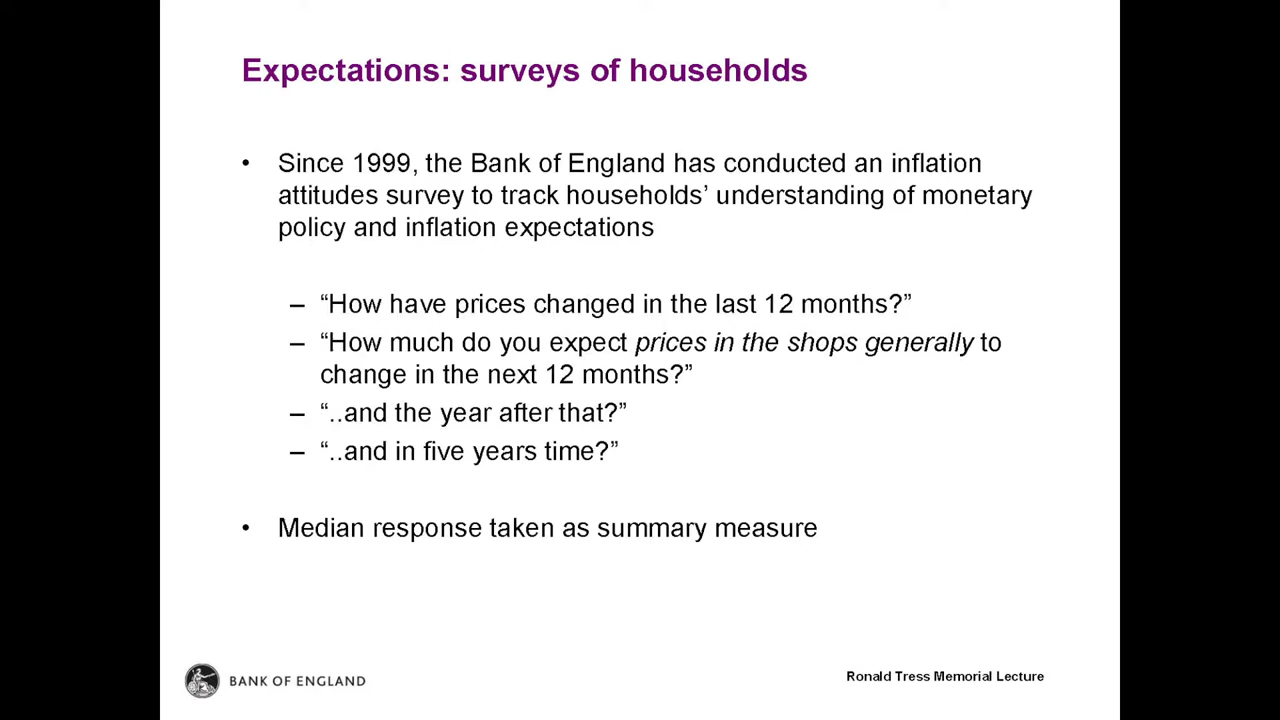 Expectations: surveys of households
• Since 1999, the Bank of England has conducted an inflation
attitudes survey to track households’ understanding of monetary
policy and inflation expectations
– “How have prices changed in the last 12 months?”
– “How much do you expect prices in the shops generally to
change in the next 12 months?”
– “..and the year after that?”
– “..and in five years time?”
• Median response taken as summary measure
BANK OF ENGLAND
Ronald Tress Memorial Lecture